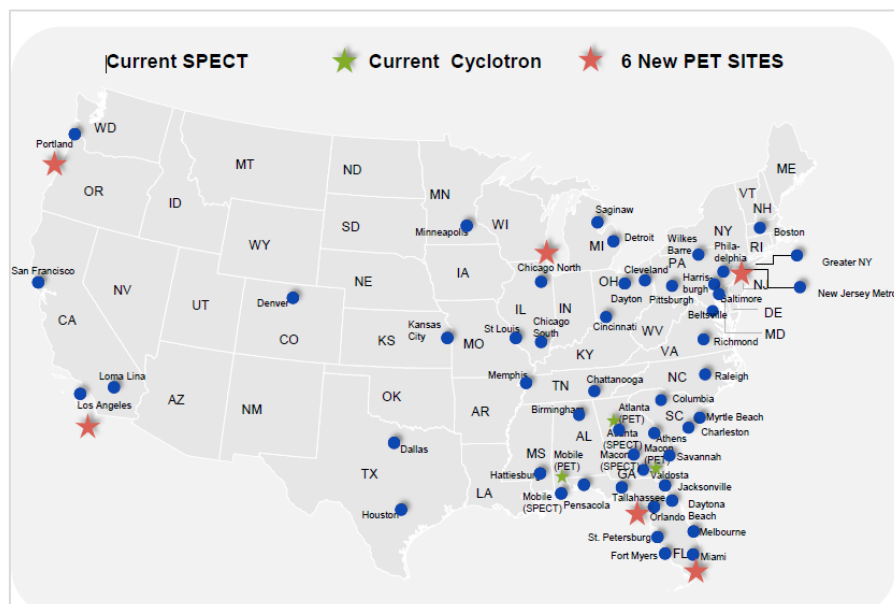 Current SPECT
Current Cyclotron
6 New PET SITES
WD
Portland
OR
ID
MT
ND
MN
Minneapolis
WI
SD
WY
Saginaw
MI
Detroit
ME
VT
NH
NY
Boston
RI
Wilkes
Barre
PA
Phila-
delphia
Greater NY
NJ
New Jersey Metro
San Francisco
CA
NV
UT
Denver
CO
NE
IA
Chicago North
IL
IN
OH
Cleveland
Dayton
Pittsburgh
Harris
burgh
Baltimore
Beltsville
DE
MD
KS
Kansas
City
MO
St Louis
Chicago
South
Cincinnati
KY
WV
VA
Richmond
Loma Lina
Los Angeles
AZ
NM
OK
AR
Memphis
TN
Chattanooga
NC
Raleigh
Columbia
SC
Myrtle Beach
Charleston
Birmingham
AL
Atlanta
(PET)
Atlanta
(SPECT)
Athens
Macon
(SPECT)
Macon
(PET)
Savannah
Dallas
TX
Houston
LA
MS
Hattiesburg
Mobile
(PET)
Mobile
(SPECT)
Pensacola
GA
Valdosta
Tallahassee
Jacksonville
Orlando
Daytona
Beach
Melbourne
St. Petersburg
Fort Myers
FL
Miami